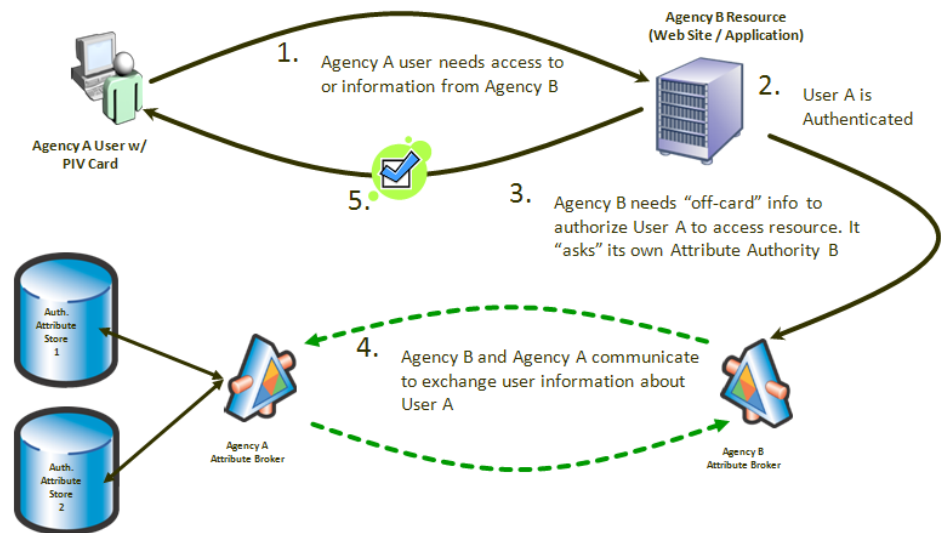 Agency B Resource
(Web Site / Application)
1.
Agency A user needs access to
or information from Agency B
2.
User A is
Authenticated
Agency A User w/
PIV Card
5.
3.
Agency B needs “off-card” info to
authorize User A to access resource. It
“asks” its own Attribute Authority B
Auth.
Attribute
Store
1
4.
Agency B and Agency A communicate
to exchange user information about
User A
Agency A
Attribute Broker
Agency B
Attribute Broker
Auth.
Attribute
Store
2